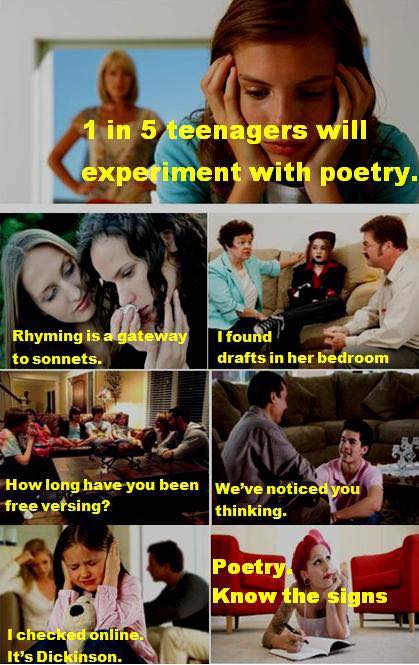 1 in 5 teenagers will
experiment with poetry.
Rhyming is a gateway
to sonnets.
I found
drafts in her bedroom
How long have you been
free versing?
We've noticed you
thinking.
I checked online.
It's Dickinson.
Poetry.
Know the signs